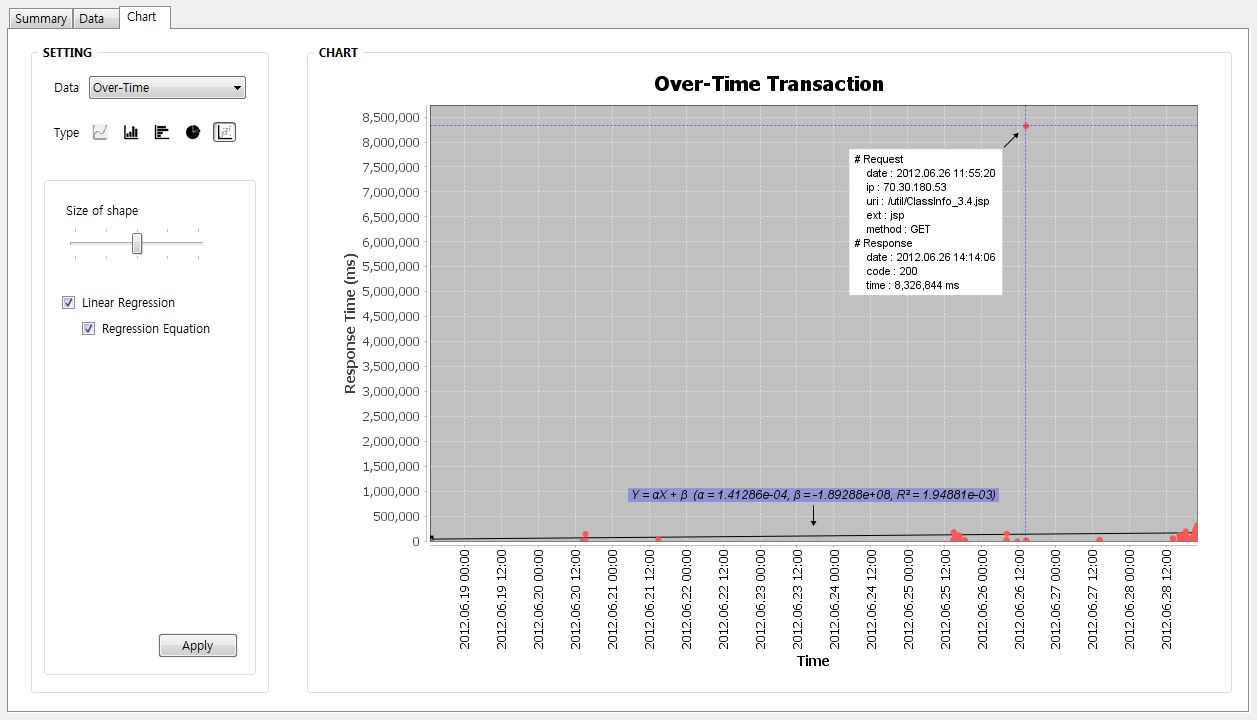 Summary Data Chart
SETTING
Data Over-Time
Type
Size of shape
Linear Regression
Regression Equation
Apply
CHART
Over-Time Transaction
Response Time (ms)
8,500,000
8,000,000
7,500,000
7,000,000
6,500,000
6,000,000
5,500,000
5,000,000
4,500,000
4,000,000
3,500,000
3,000,000
2,500,000
2,000,000
1,500,000
1,000,000
500,000
0
# Request
date : 2012.06.26 11:55:20
ip : 70.30.180.53
uri : /util/ClassInfo_3.4.jsp
ext : jsp
method : GET
# Response
date : 2012.06.26 14:14:06
code : 200
time : 8,326,844 ms
Y = αX + β (α = 1.41286e-04, β = -1.89288e+08, R² = 1.94881e-03)
2012.06.19 00:00
2012.06.19 12:00
2012.06.20 00:00
2012.06.20 12:00
2012.06.21 00:00
2012.06.21 12:00
2012.06.22 00:00
2012.06.22 12:00
2012.06.23 00:00
2012.06.23 12:00
2012.06.24 00:00
2012.06.24 12:00
2012.06.25 00:00
2012.06.25 12:00
2012.06.26 00:00
2012.06.26 12:00
2012.06.27 00:00
2012.06.27 12:00
2012.06.28 00:00
2012.06.28 12:00
Time